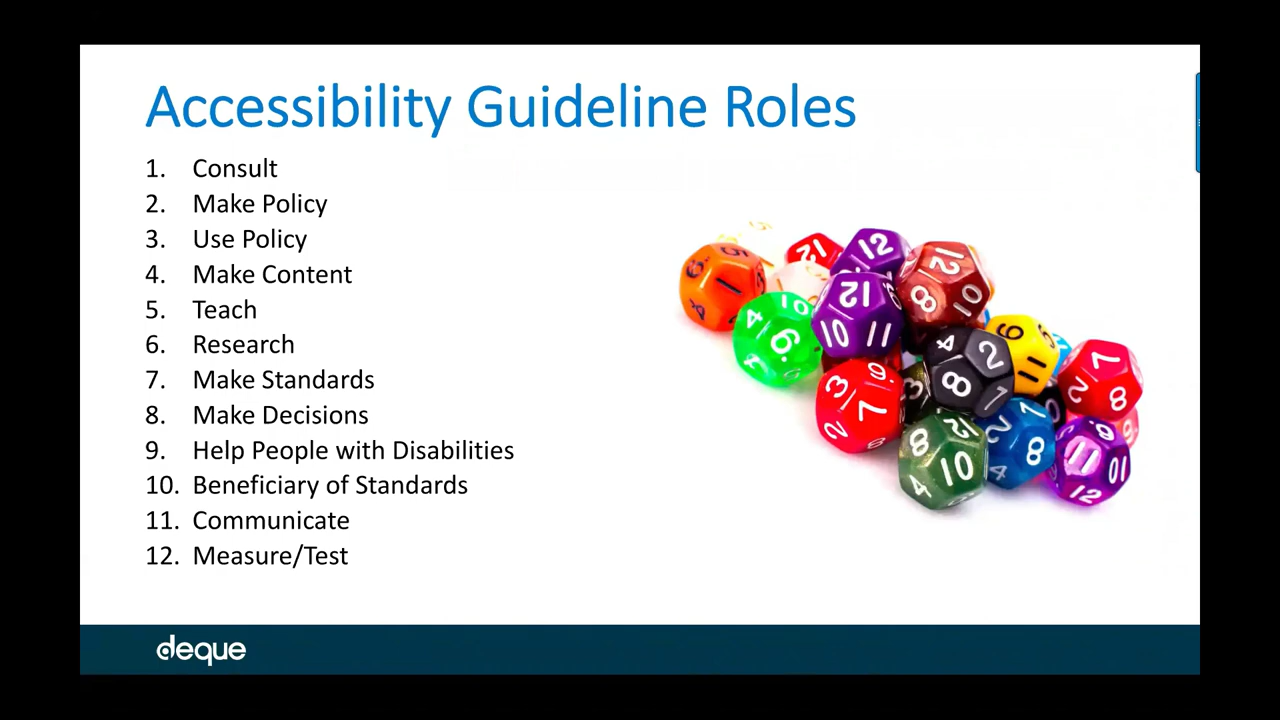 Accessibility Guideline Roles
1. Consult
2. Make Policy
3. Use Policy
4. Make Content
5. Teach
6. Research
7. Make Standards
8. Make Decisions
9. Help People with Disabilities
10. Beneficiary of Standards
11. Communicate
12. Measure/Test
deque